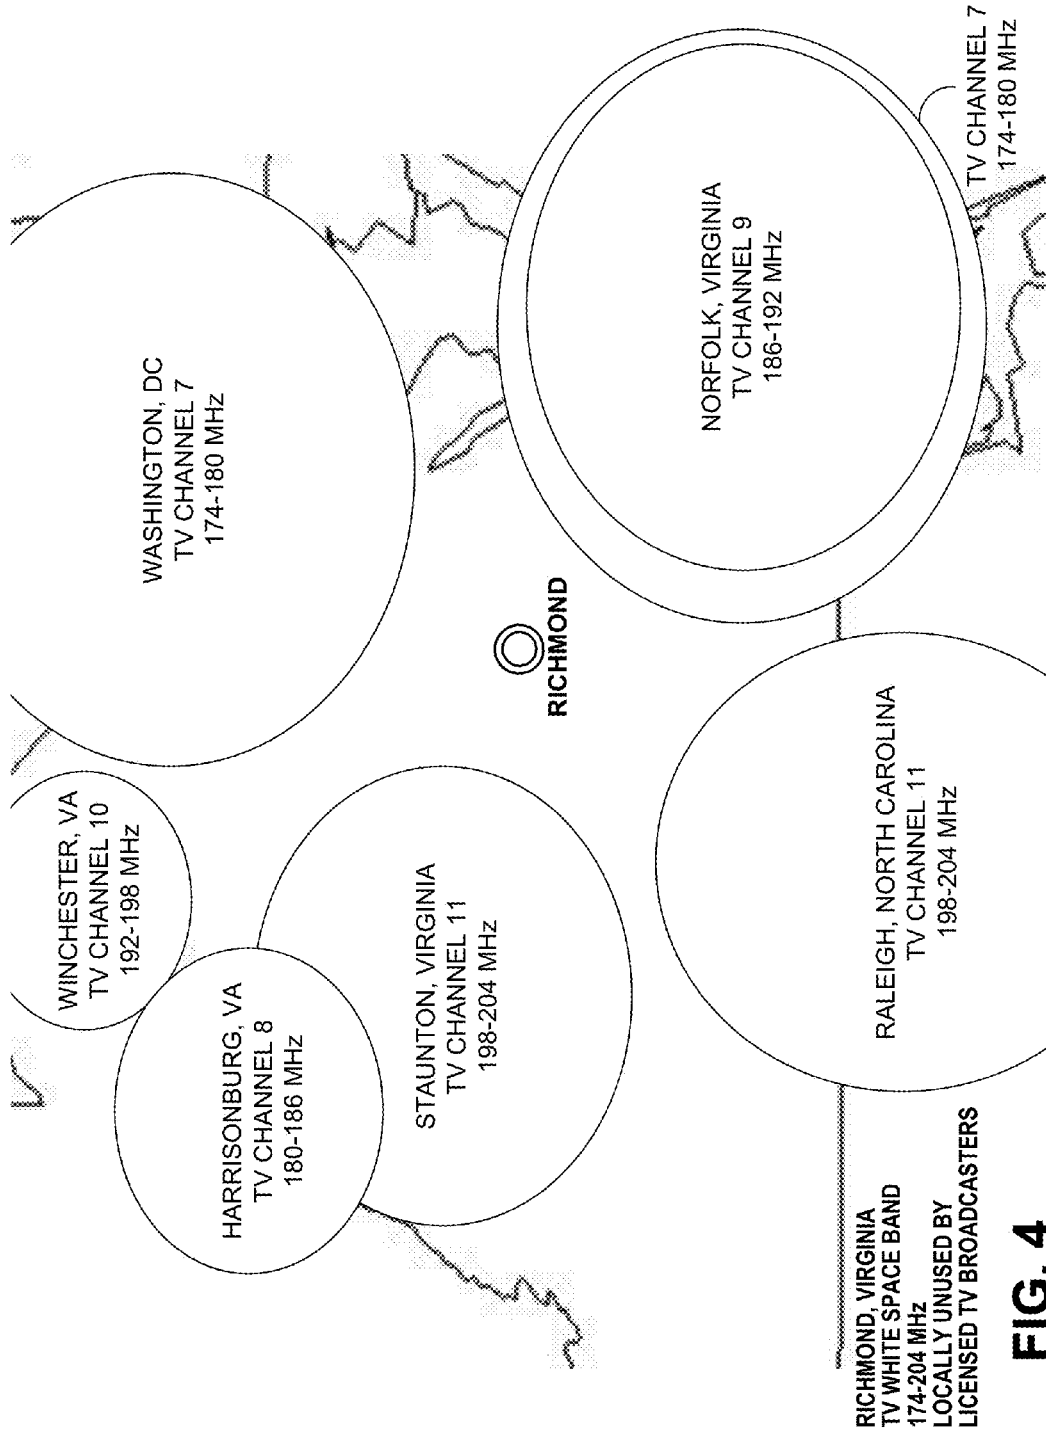 WINCHESTER, VA
TV CHANNEL 10
192-198 MHz
WASHINGTON, DC
TV CHANNEL 7
174-180 MHz
HARRISONBURG, VA
TV CHANNEL 8
180-186 MHz
STAUNTON, VIRGINIA
TV CHANNEL 11
198-204 MHz
RICHMOND
NORFOLK, VIRGINIA
TV CHANNEL 9
186-192 MHz
TV CHANNEL 7
174-180 MHz
RALEIGH, NORTH CAROLINA
TV CHANNEL 11
198-204 MHz
RICHMOND, VIRGINIA
TV WHITE SPACE BAND
174-204 MHz
LOCALLY UNUSED BY
LICENSED TV BROADCASTERS
FIG. 4